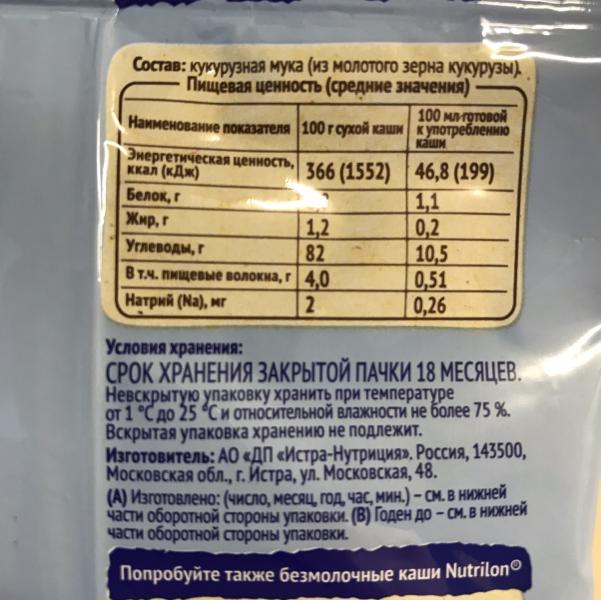 Состав: кукурузная мука (из молотого зерна кукурузы).
Пищевая ценность (средние значения)
Наименование показателя 100 г сухой каши 100 мл готовой
к употреблению
каши
Энергетическая ценность,
ккал (кДж) 366 (1552) 46,8 (199)
Белок, г 1,1
Жир, г 1,2 0,2
Углеводы, г 82 10,5
В т.ч. пищевые волокна, г 4,0 0,51
Натрий (Na), мг 2 0,26
Условия хранения:
СРОК ХРАНЕНИЯ ЗАКРЫТОЙ ПАЧКИ 18 МЕСЯЦЕВ.
Невскрытую упаковку хранить при температуре
от 1 °C до 25 °C и относительной влажности не более 75 %.
Вскрытая упаковка хранению не подлежит.
Изготовитель: АО «ДП «Истра-Нутриция». Россия, 143500,
Московская обл., г. Истра, ул. Московская, 48.
(А) Изготовлено: (число, месяц, год, час, мин.) – см. в нижней
части оборотной стороны упаковки. (В) Годен до – см. в нижней
части оборотной стороны упаковки.
Попробуйте также безмолочные каши Nutrilon®